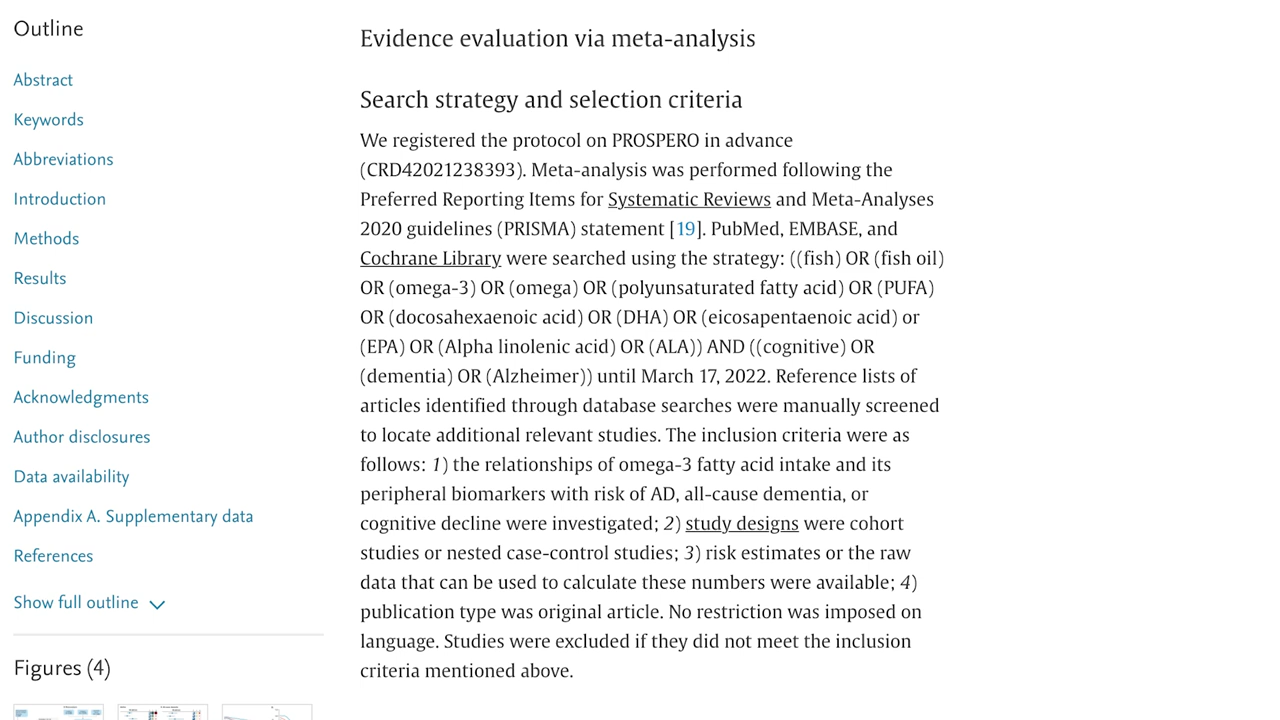 Outline
Abstract
Keywords
Abbreviations
Introduction
Methods
Results
Discussion
Funding
Acknowledgments
Author disclosures
Data availability
Appendix A. Supplementary data
References
Show full outline
Figures (4)
Evidence evaluation via meta-analysis
Search strategy and selection criteria
We registered the protocol on PROSPERO in advance
(CRD42021238393). Meta-analysis was performed following the
Preferred Reporting Items for Systematic Reviews and Meta-Analyses
2020 guidelines (PRISMA) statement [19]. PubMed, EMBASE, and
Cochrane Library were searched using the strategy: ((fish) OR (fish oil)
OR (omega-3) OR (omega) OR (polyunsaturated fatty acid) OR (PUFA)
OR (docosahexaenoic acid) OR (DHA) OR (eicosapentaenoic acid) or
(EPA) OR (Alpha linolenic acid) OR (ALA)) AND ((cognitive) OR
(dementia) OR (Alzheimer)) until March 17, 2022. Reference lists of
articles identified through database searches were manually screened
to locate additional relevant studies. The inclusion criteria were as
follows: 1) the relationships of omega-3 fatty acid intake and its
peripheral biomarkers with risk of AD, all-cause dementia, or
cognitive decline were investigated; 2) study designs were cohort
studies or nested case-control studies; 3) risk estimates or the raw
data that can be used to calculate these numbers were available; 4)
publication type was original article. No restriction was imposed on
language. Studies were excluded if they did not meet the inclusion
criteria mentioned above.